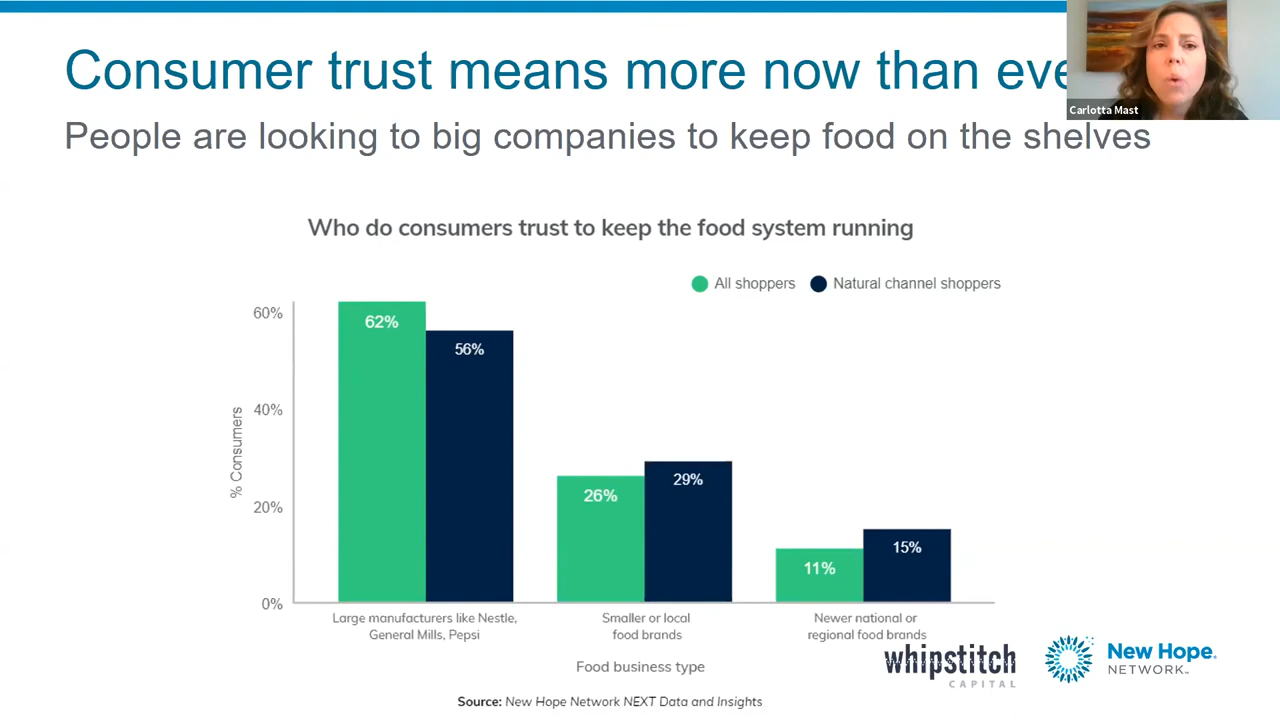 Consumer trust means more now than eve
Carlotta Mast
People are looking to big companies to keep food on the shelves
Who do consumers trust to keep the food system running
All shoppers
Natural channel shoppers
% Consumers
60%
40%
20%
0%
62%
56%
26%
29%
11%
15%
Large manufacturers like Nestle,
General Mills, Pepsi
Smaller or local
food brands
Newer national or
regional food brands
Food business type
whipstitch
CAPITAL
New Hope
NETWORK
Source: New Hope Network NEXT Data and Insights